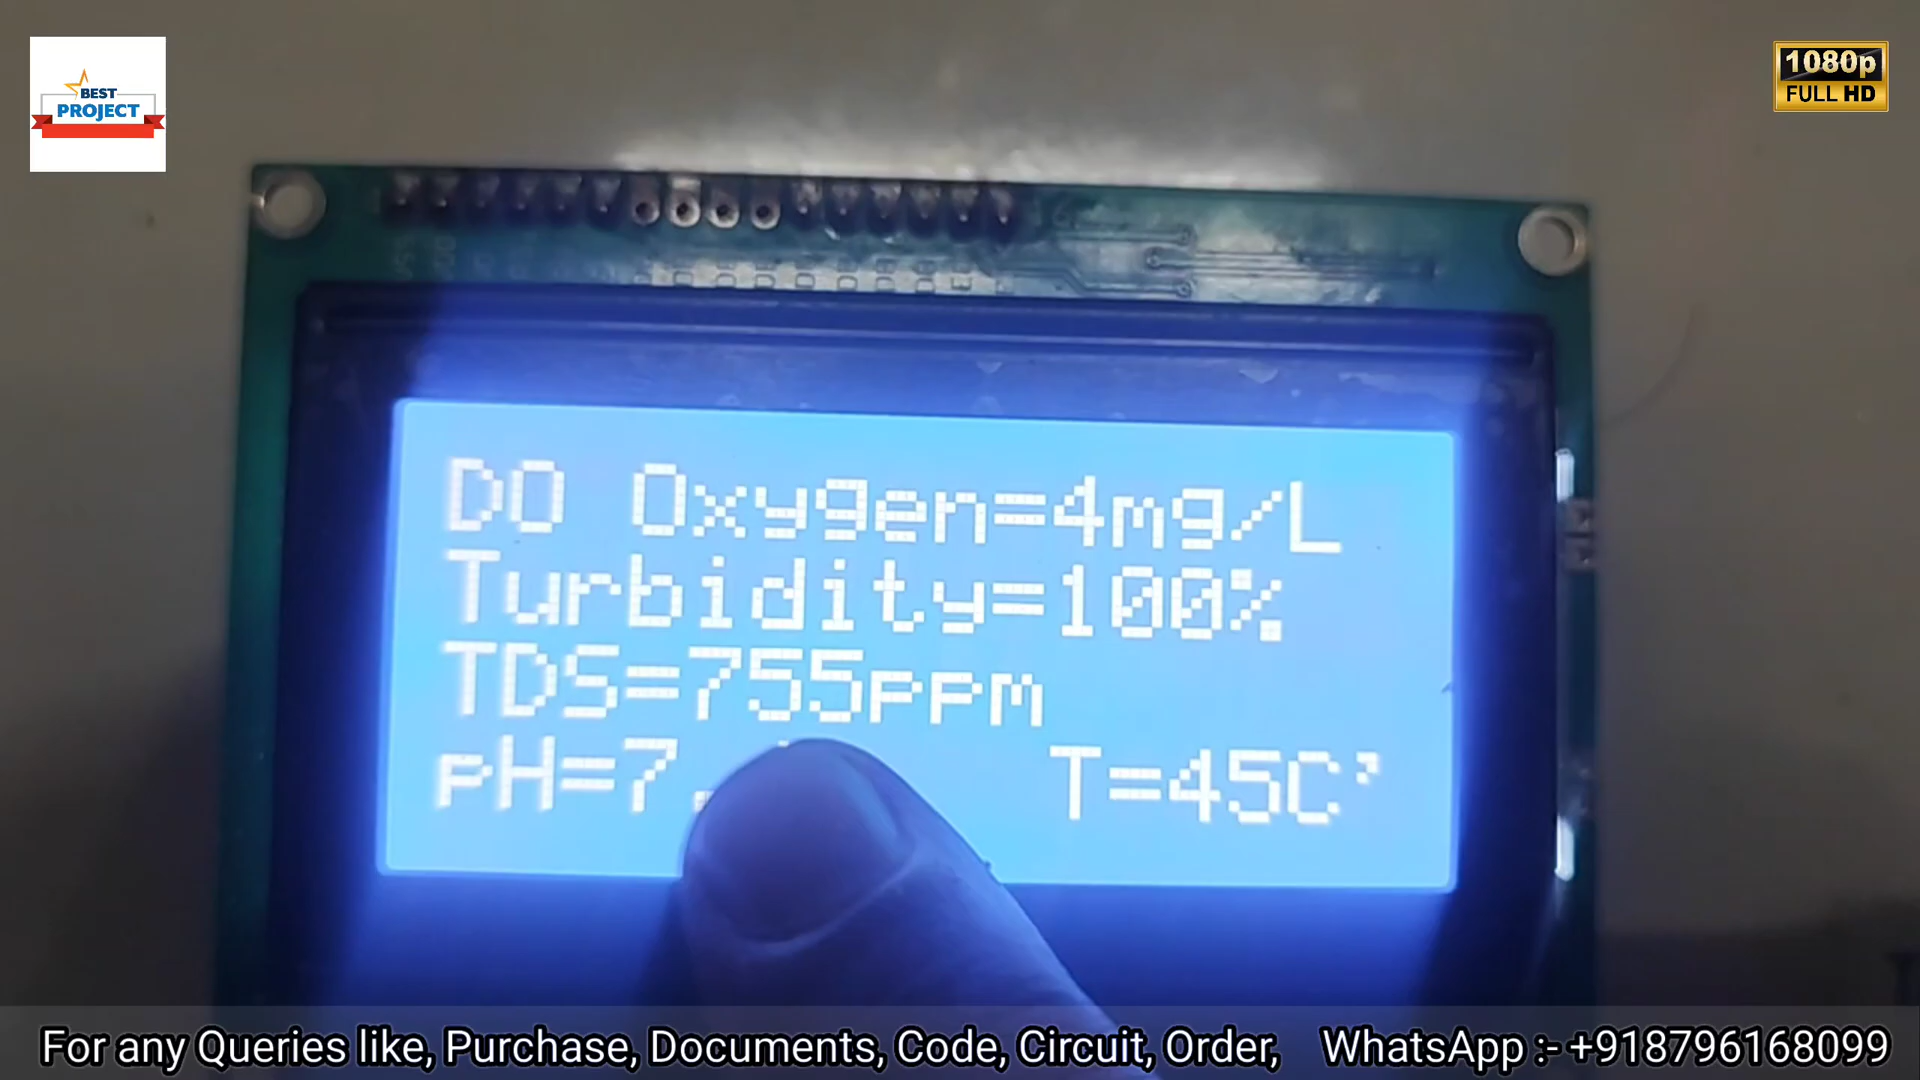 BEST
PROJECT
1080p
FULL HD
DO Oxygen=4mg/L
Turbidity=100%
TDS=755ppm
pH=7. T=45C'
For any Queries like, Purchase, Documents, Code, Circuit, Order, WhatsApp :- +918796168099